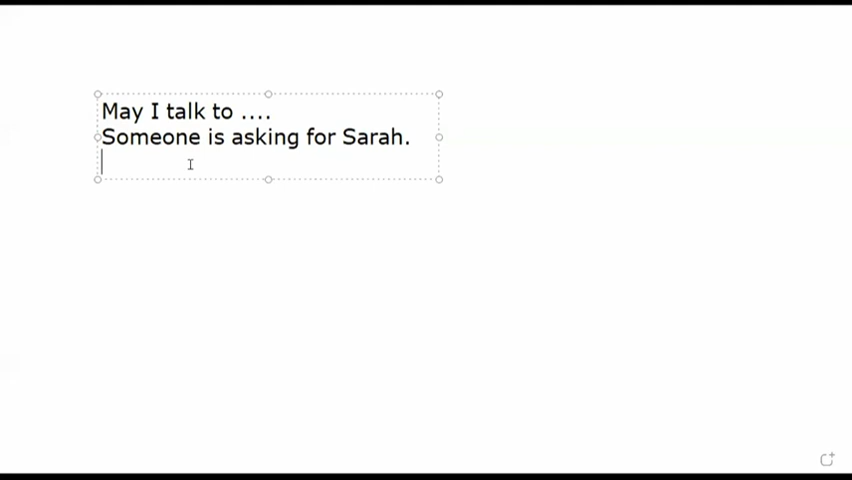 May I talk to ....
Someone is asking for Sarah.